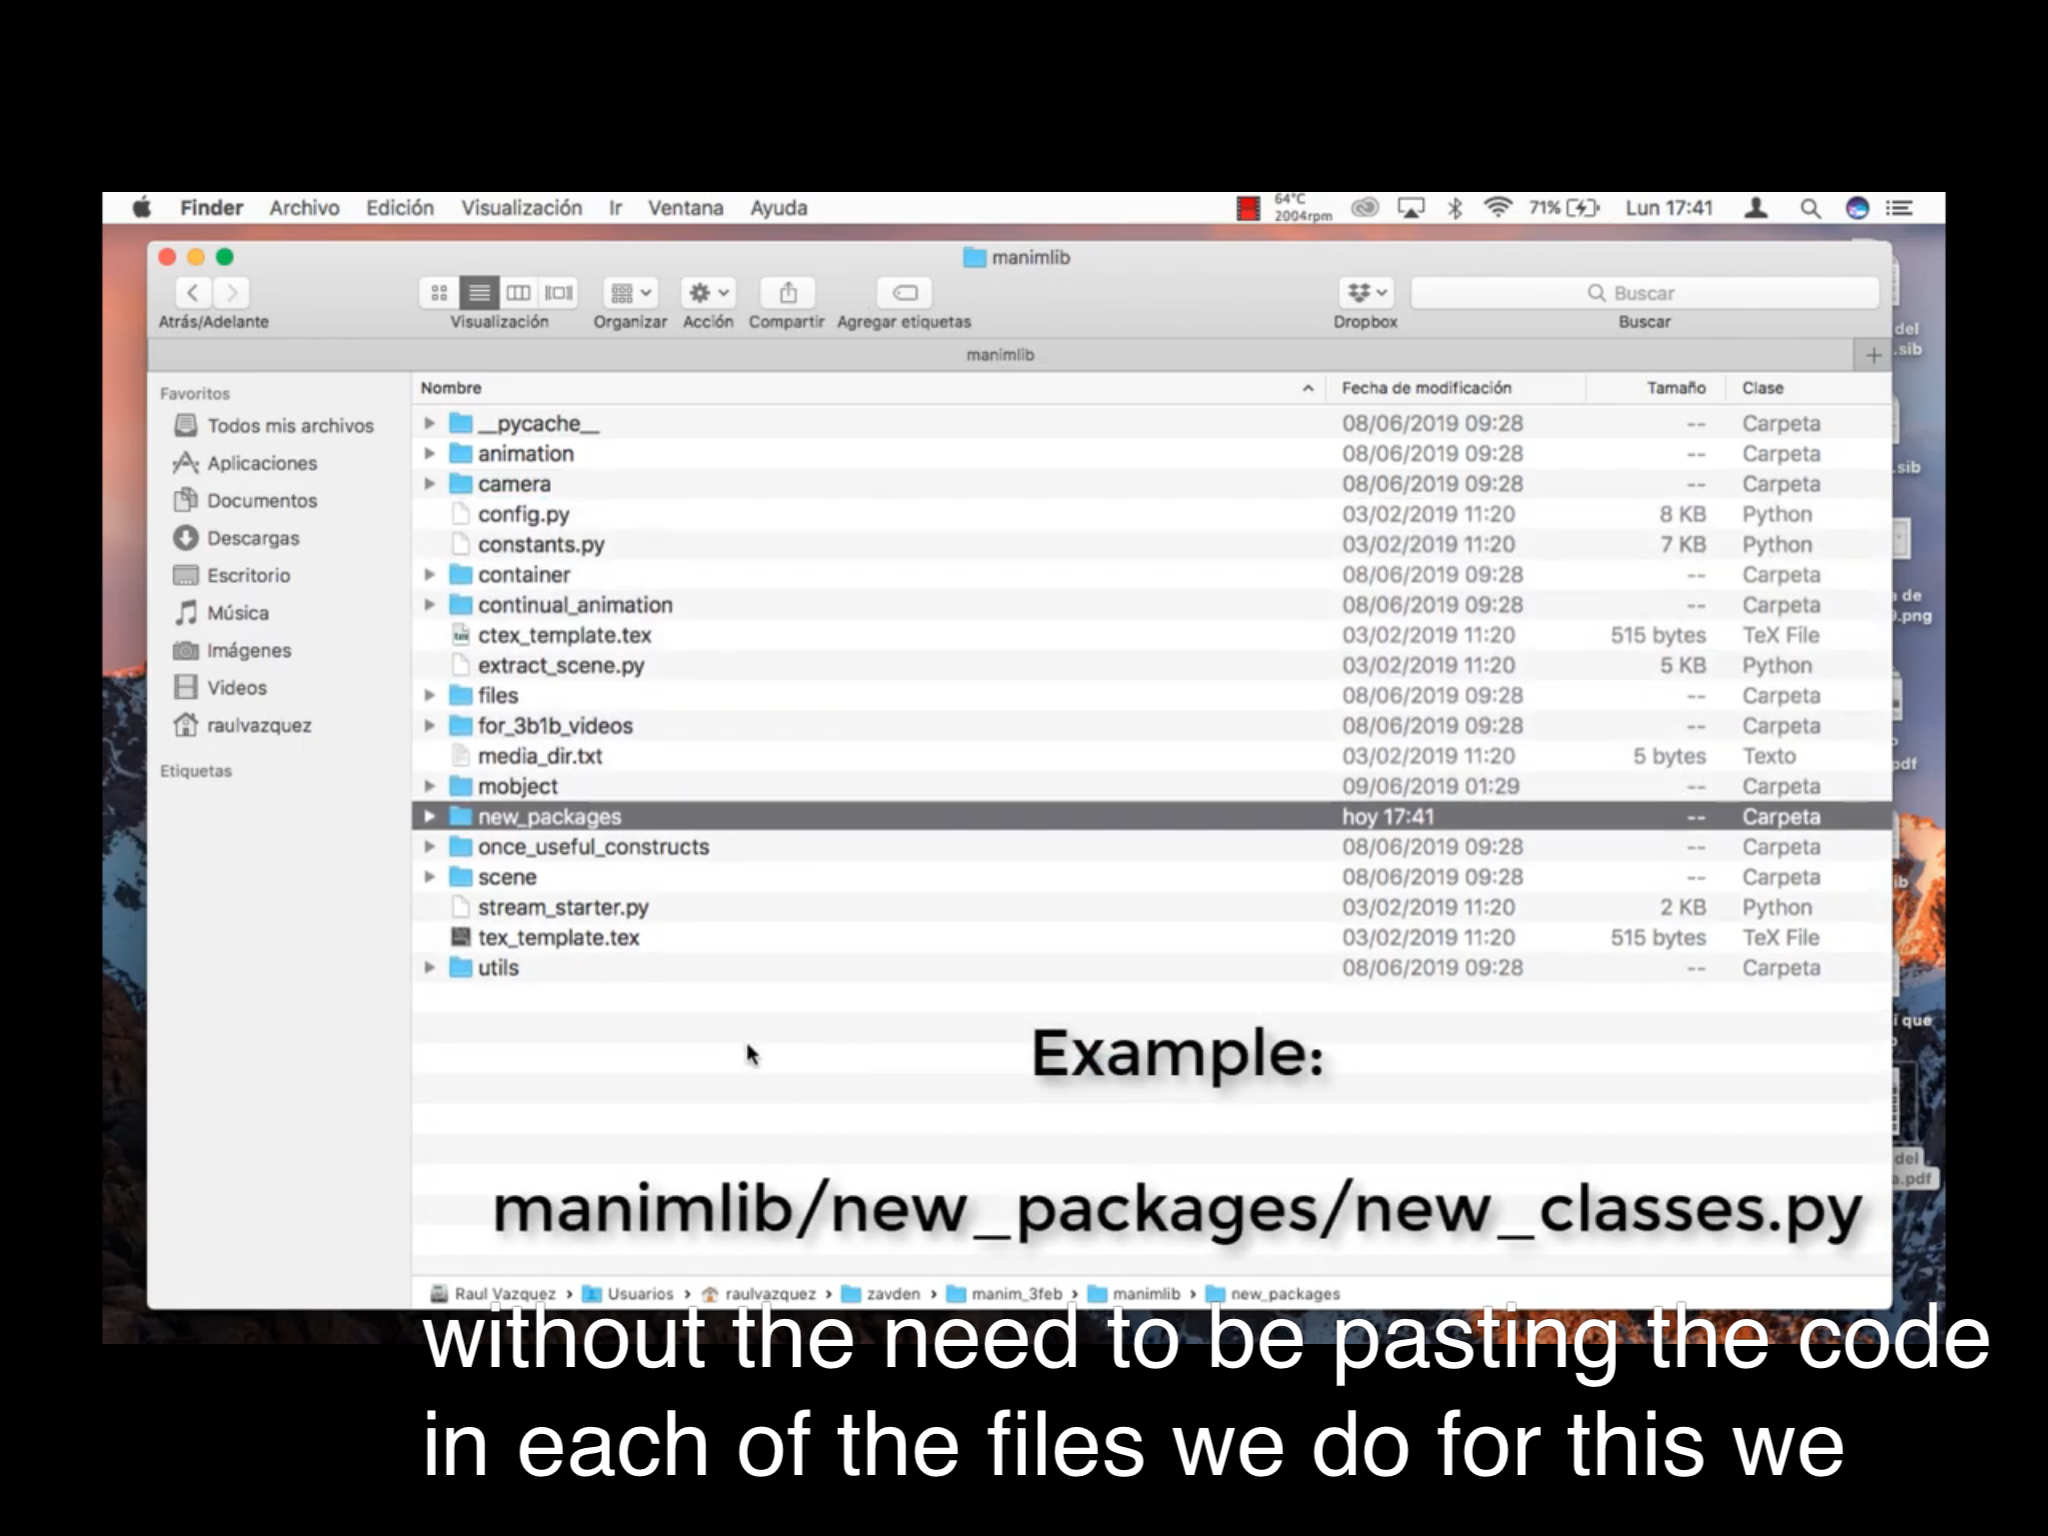 Finder Archivo Edición Visualización Ir Ventana Ayuda 64°C 2004rpm 71% Lun 17:41
manimlib
Buscar
Atrás/Adelante Visualización Organizar Acción Compartir Agregar etiquetas Dropbox Buscar
manimlib
Favoritos
Todos mis archivos
Aplicaciones
Documentos
Descargas
Escritorio
Música
Imágenes
Videos
raulvazquez
Etiquetas
Nombre Fecha de modificación Tamaño Clase
__pycache__ 08/06/2019 09:28 -- Carpeta
animation 08/06/2019 09:28 -- Carpeta
camera 08/06/2019 09:28 -- Carpeta
config.py 03/02/2019 11:20 8 KB Python
constants.py 03/02/2019 11:20 7 KB Python
container 08/06/2019 09:28 -- Carpeta
continual_animation 08/06/2019 09:28 -- Carpeta
ctex_template.tex 03/02/2019 11:20 515 bytes TeX File
extract_scene.py 03/02/2019 11:20 5 KB Python
files 08/06/2019 09:28 -- Carpeta
for_3b1b_videos 08/06/2019 09:28 -- Carpeta
media_dir.txt 03/02/2019 11:20 5 bytes Texto
mobject 09/06/2019 01:29 -- Carpeta
new_packages hoy 17:41 -- Carpeta
once_useful_constructs 08/06/2019 09:28 -- Carpeta
scene 08/06/2019 09:28 -- Carpeta
stream_starter.py 03/02/2019 11:20 2 KB Python
tex_template.tex 03/02/2019 11:20 515 bytes TeX File
utils 08/06/2019 09:28 -- Carpeta
Example:
manimlib/new_packages/new_classes.py
Raul Vazquez › Usuarios › raulvazquez › zavden › manim_3feb › manimlib › new_packages
del
.sib
.sib
de
.png
pdf
que
del
a.pdf
without the need to be pasting the code
in each of the files we do for this we